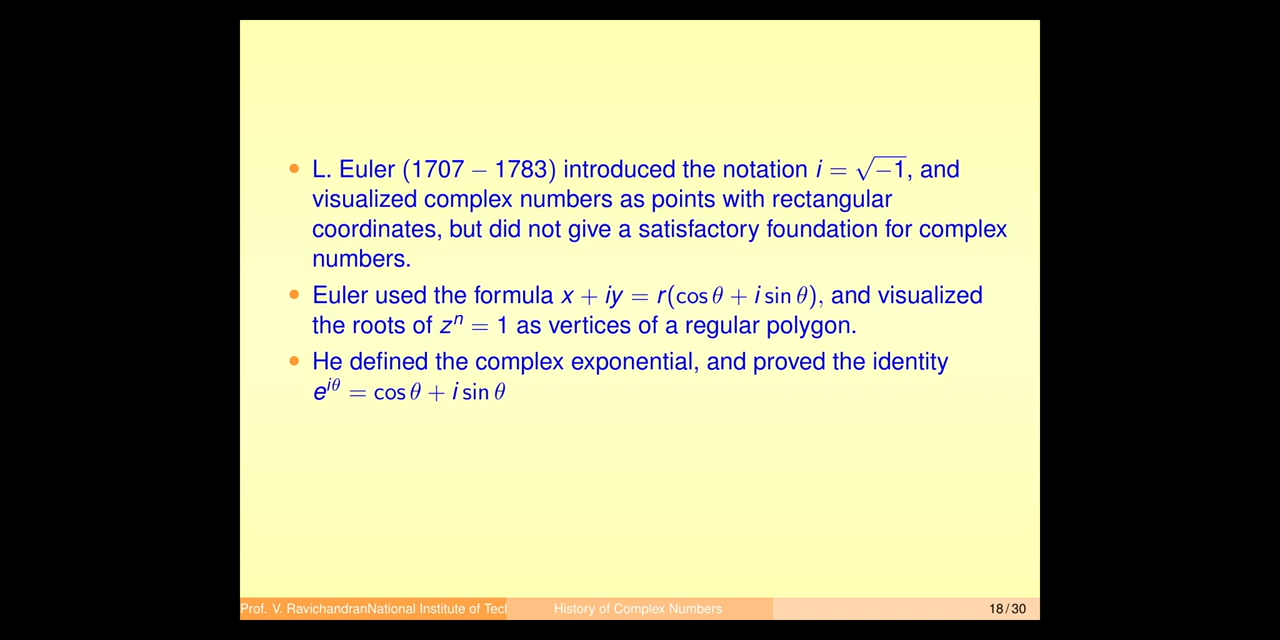 • L. Euler (1707 – 1783) introduced the notation i = √−1, and
visualized complex numbers as points with rectangular
coordinates, but did not give a satisfactory foundation for complex
numbers.
• Euler used the formula x + iy = r(cos θ + i sin θ), and visualized
the roots of zⁿ = 1 as vertices of a regular polygon.
• He defined the complex exponential, and proved the identity
e^{iθ} = cos θ + i sin θ
Prof. V. RavichandranNational Institute of Tecl History of Complex Numbers 18 / 30